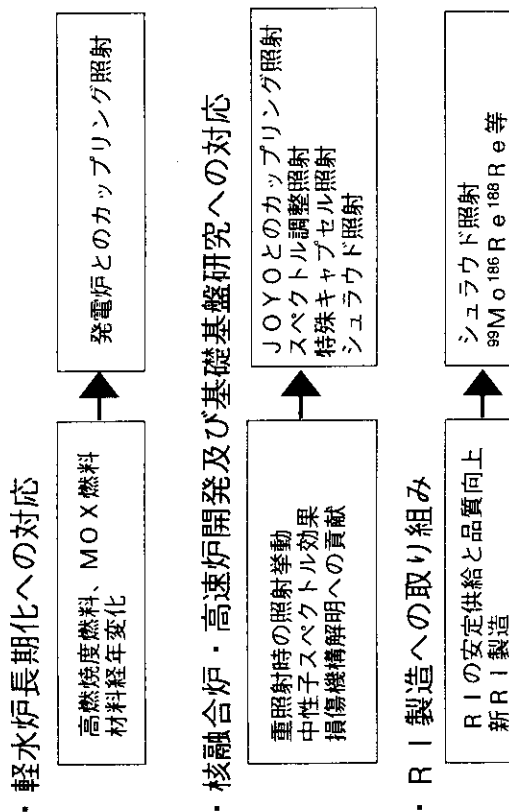 ・軽水炉長期化への対応
高燃焼度燃料、MOX燃料
材料経年変化
発電炉とのカップリング照射
・核融合炉・高速炉開発及び基礎基盤研究への対応
重照射時の照射挙動
中性子スペクトル効果
損傷機構解明への貢献
JOYOとのカップリング照射
スペクトル調整照射
特殊キャプセル照射
シュラウド照射
・RI製造への取り組み
RIの安定供給と品質向上
新RI製造
シュラウド照射
⁹⁹Mo¹⁸⁶Re¹⁸⁸Re等